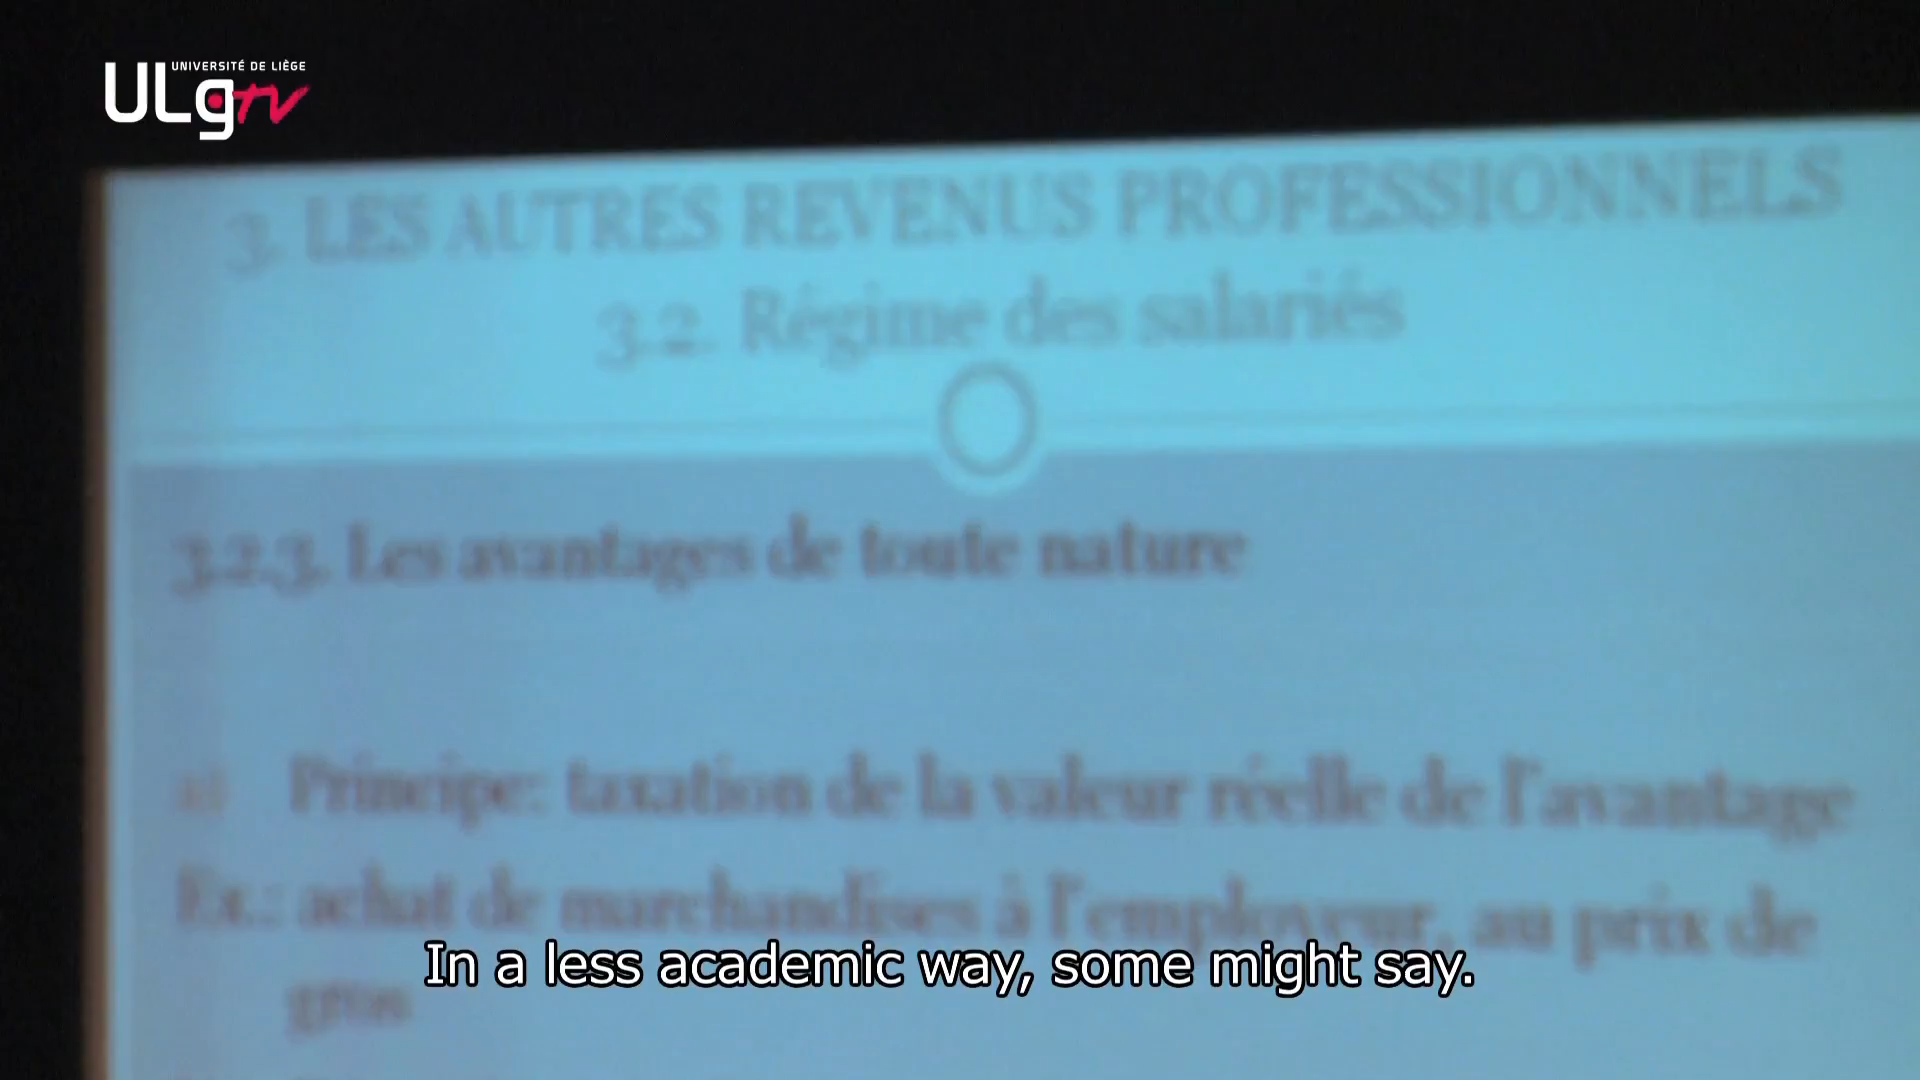 UNIVERSITÉ DE LIÈGE
ULg TV
3. LES AUTRES REVENUS PROFESSIONNELS
3.2. Régime des salariés
3.2.3. Les avantages de toute nature
a) Principe: taxation de la valeur réelle de l'avantage
Ex.: achat de marchandises à l'employeur, au prix de
gros
In a less academic way, some might say.